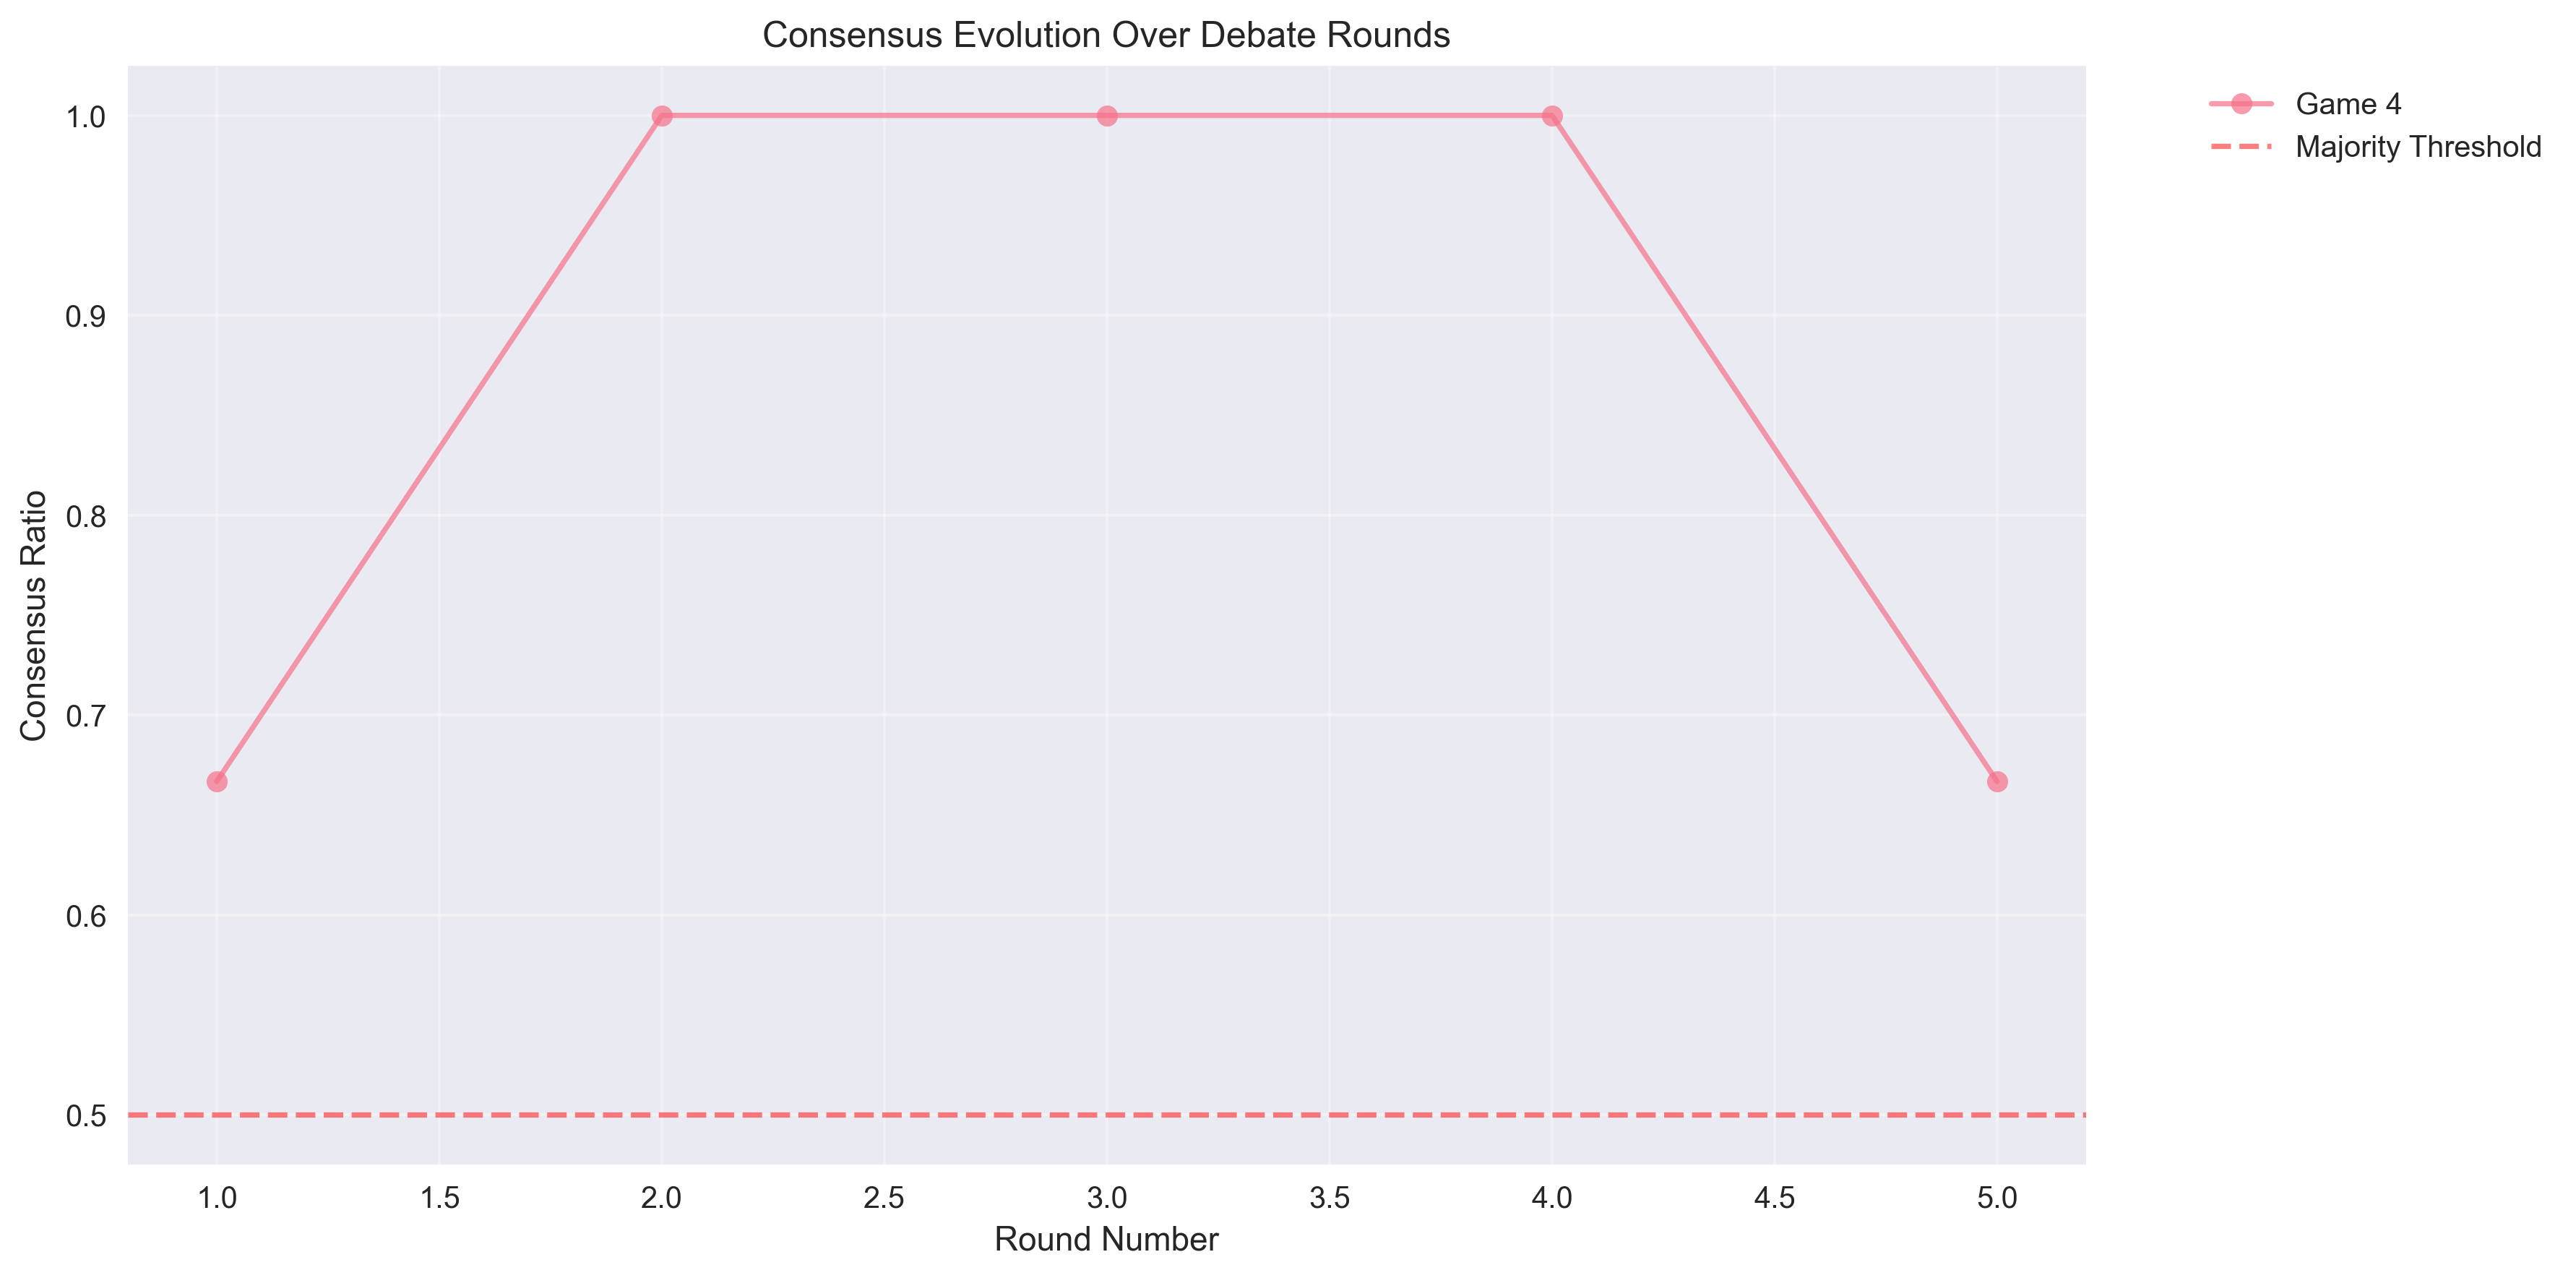 Consensus Evolution Over Debate Rounds
Game 4
Majority Threshold
Consensus Ratio
1.0
0.9
0.8
0.7
0.6
0.5
1.0 1.5 2.0 2.5 3.0 3.5 4.0 4.5 5.0
Round Number